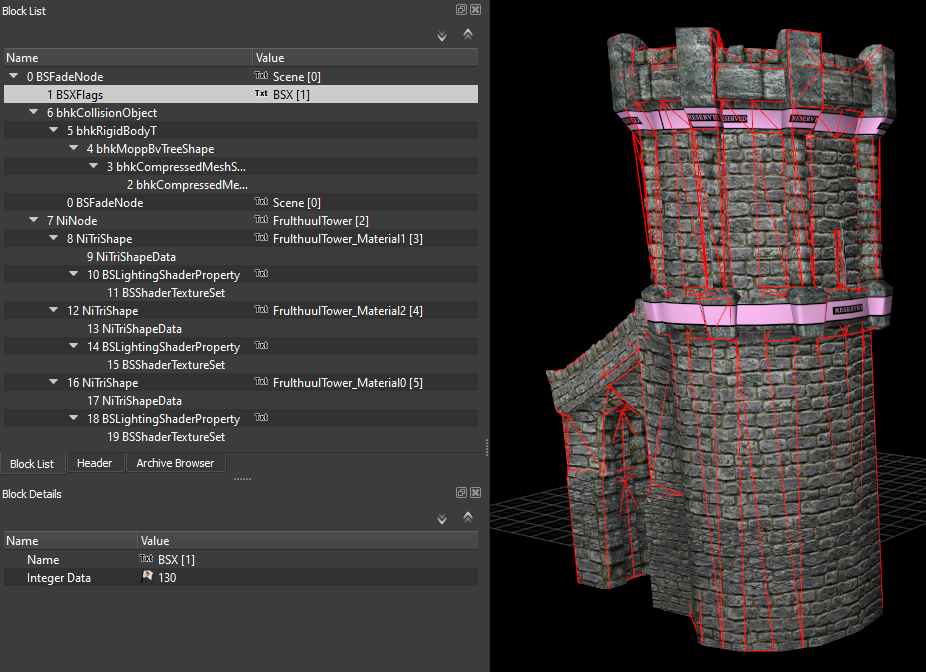 Block List
Name Value
0 BSFadeNode Txt Scene [0]
1 BSXFlags Txt BSX [1]
6 bhkCollisionObject
5 bhkRigidBodyT
4 bhkMoppBvTreeShape
3 bhkCompressedMeshS...
2 bhkCompressedMe...
0 BSFadeNode Txt Scene [0]
7 NiNode Txt FrulthuulTower [2]
8 NiTriShape Txt FrulthuulTower_Material1 [3]
9 NiTriShapeData
10 BSLightingShaderProperty Txt
11 BSShaderTextureSet
12 NiTriShape Txt FrulthuulTower_Material2 [4]
13 NiTriShapeData
14 BSLightingShaderProperty Txt
15 BSShaderTextureSet
16 NiTriShape Txt FrulthuulTower_Material0 [5]
17 NiTriShapeData
18 BSLightingShaderProperty Txt
19 BSShaderTextureSet
Block List Header Archive Browser
Block Details
Name Value
Name Txt BSX [1]
Integer Data 130
RESERVED
RESERVED